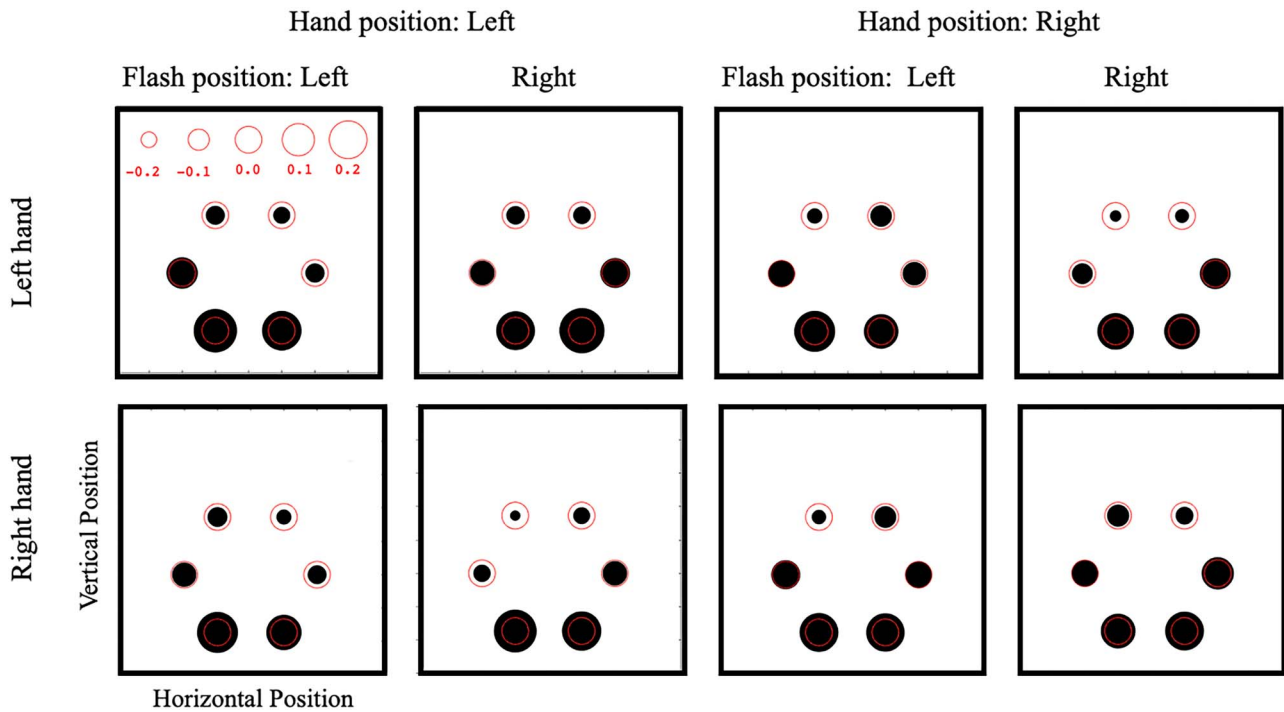 Hand position: Left
Hand position: Right
Flash position: Left
Right
Flash position: Left
Right
Left hand
-0.2 -0.1 0.0 0.1 0.2
Right hand
Vertical Position
Horizontal Position